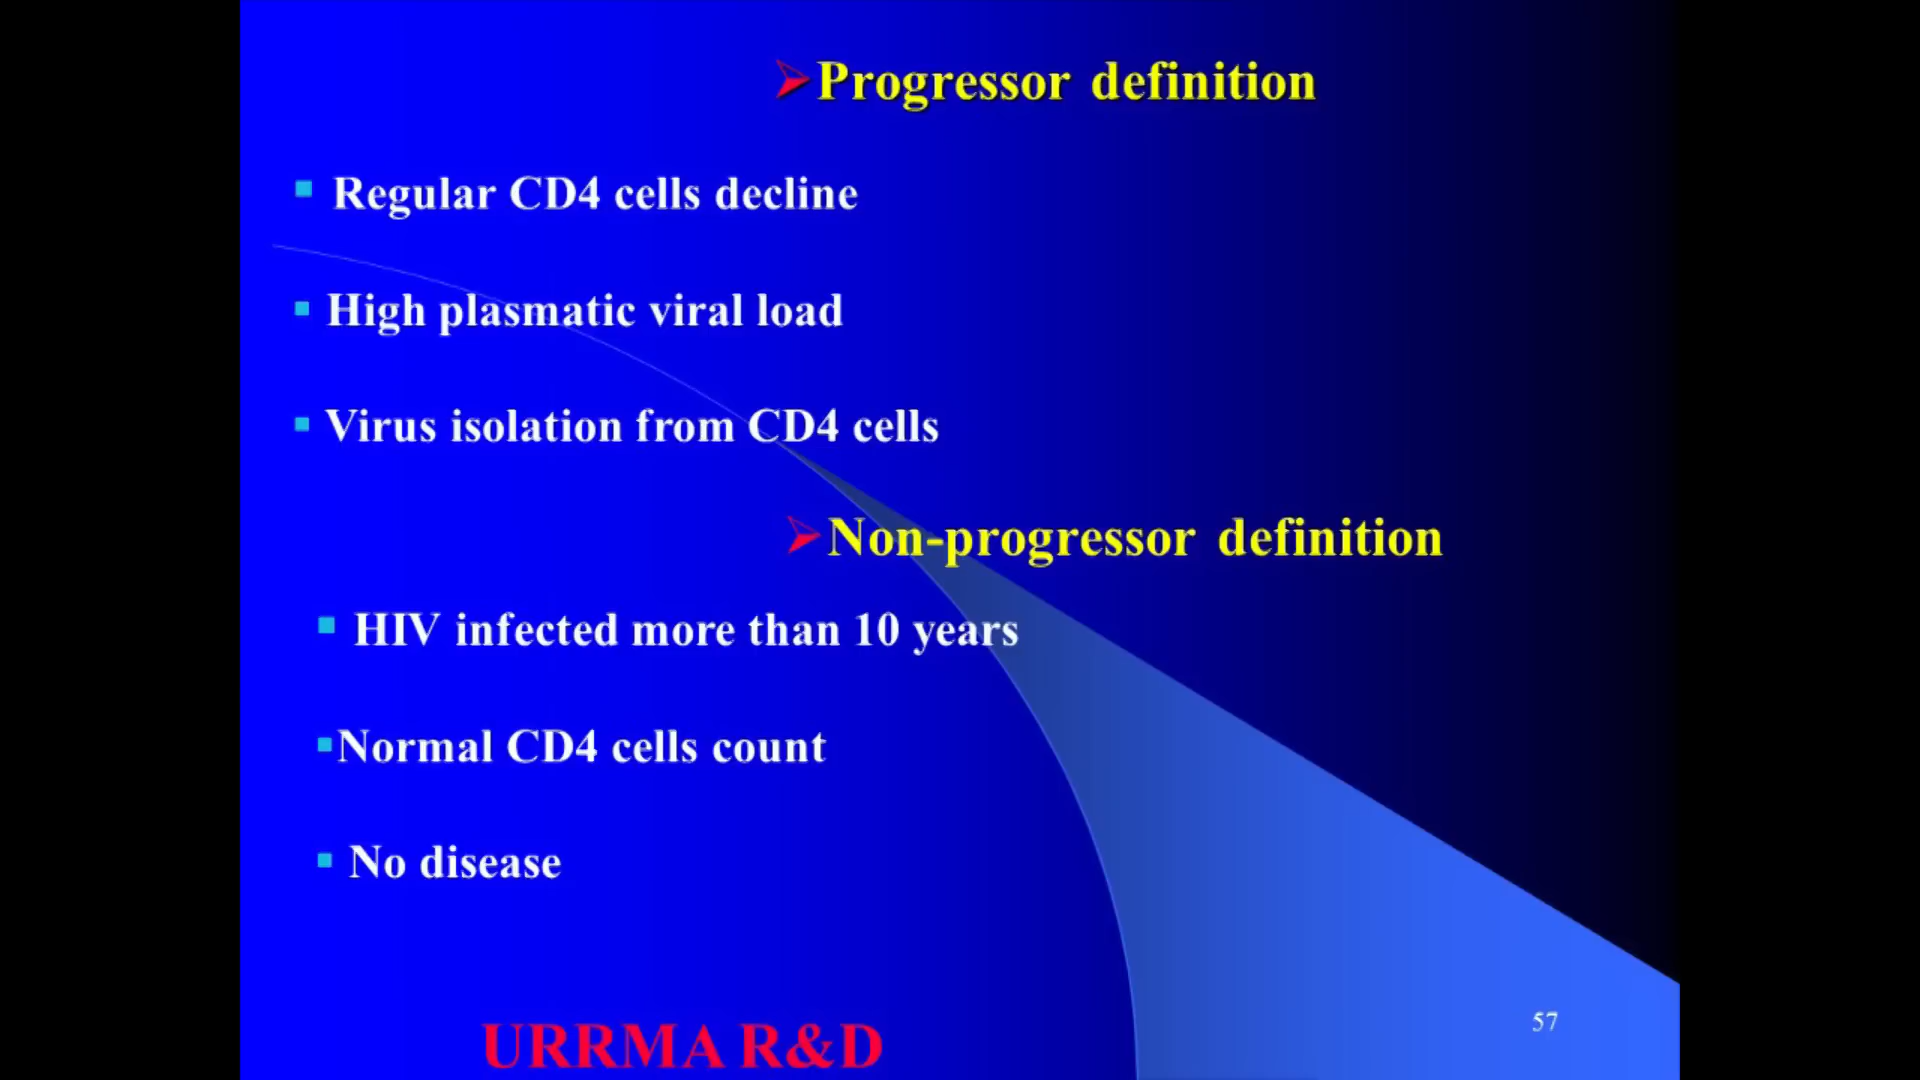 Progressor definition
Regular CD4 cells decline
High plasmatic viral load
Virus isolation from CD4 cells
Non-progressor definition
HIV infected more than 10 years
Normal CD4 cells count
No disease
URRMA R&D
57